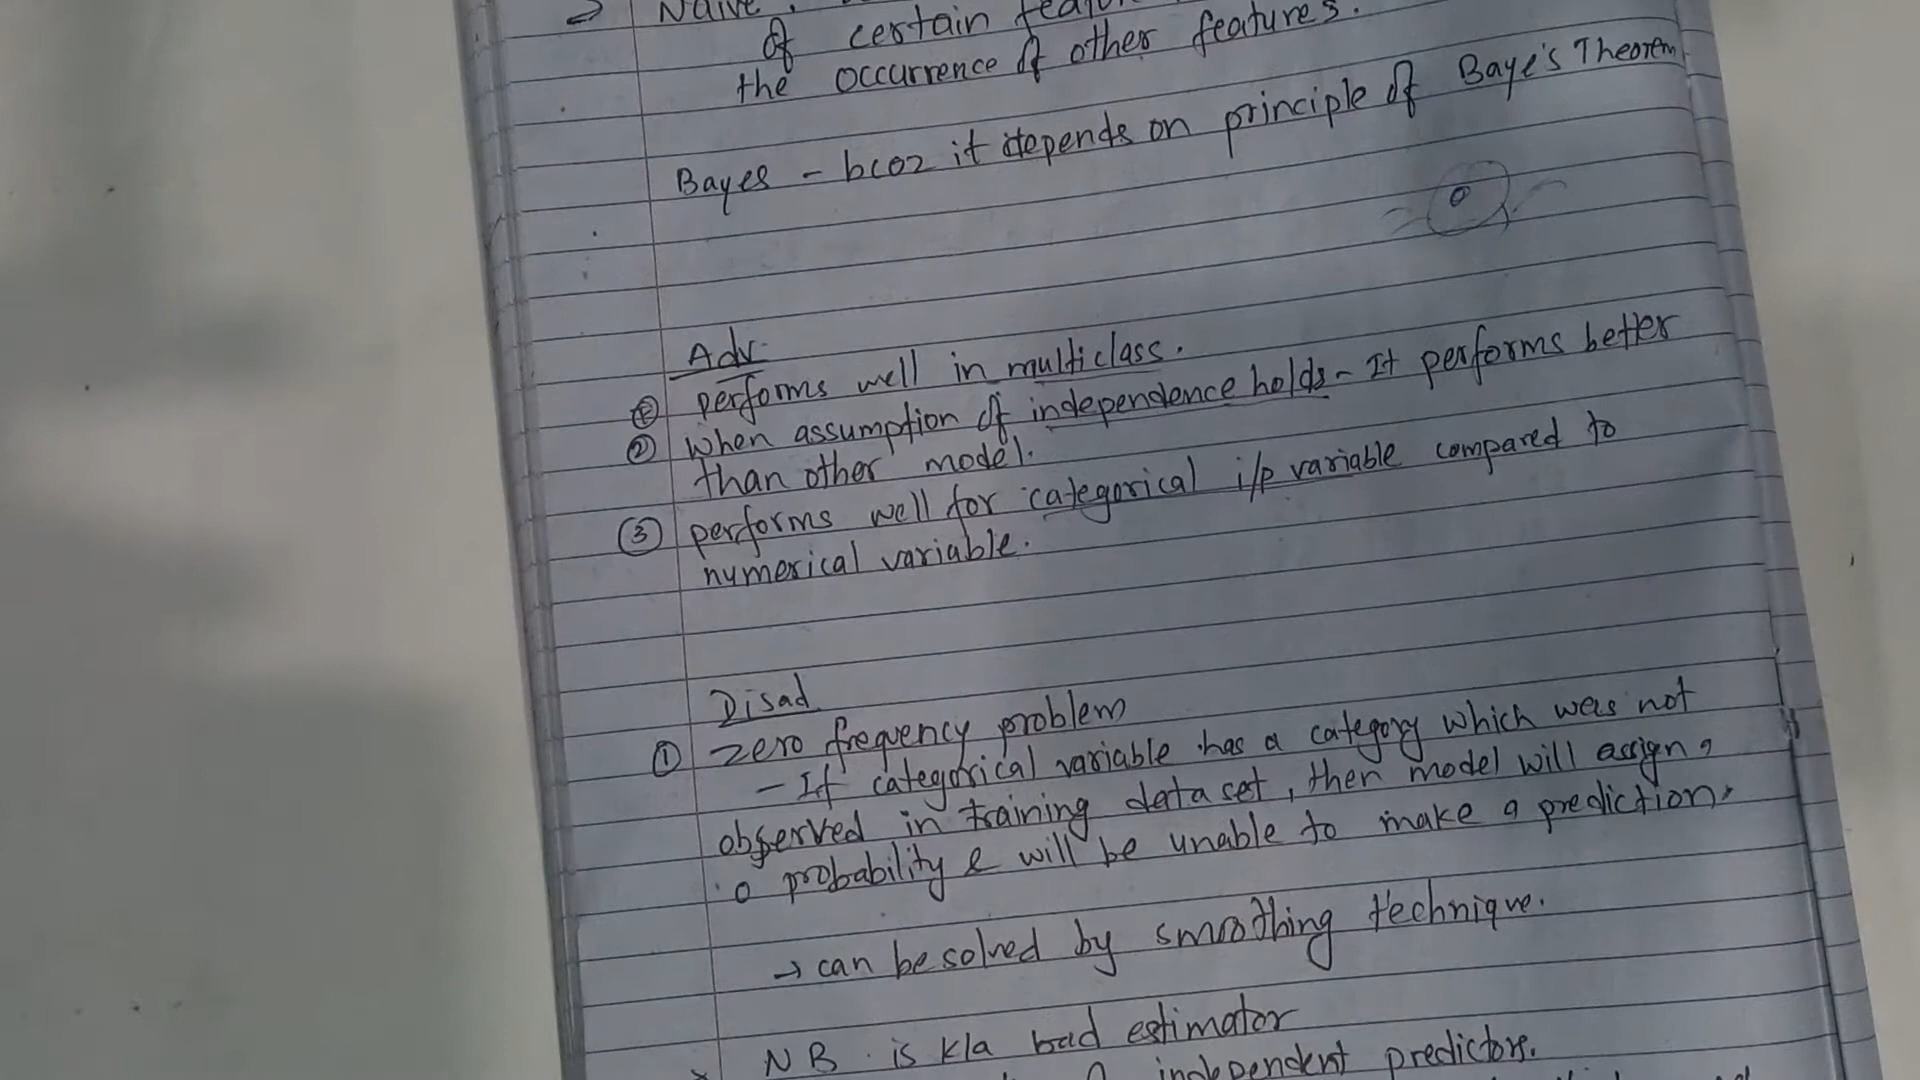 → Naive
of certain
the occurrence of other features.
Bayes - bcoz it depends on principle of Baye's Theorem
Adv.
① performs well in multiclass.
② When assumption of independence holds - It performs better
than other model.
③ performs well for categorical i/p variable compared to
numerical variable.
Disad
① zero frequency problem
- If categorical variable has a category which was not
observed in training dataset, then model will assign a
0 probability & will be unable to make a prediction.
→ can be solved by smoothing technique.
NB is k/a bad estimator
independent predictors.